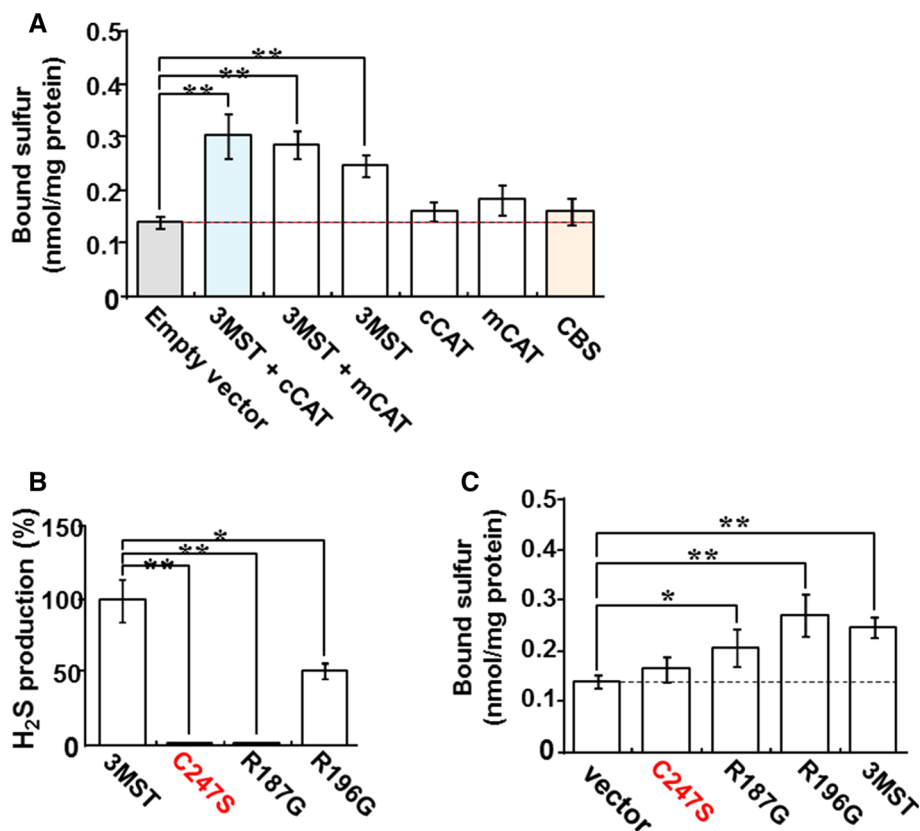 A
Bound sulfur
(nmol/mg protein)
0.5
0.4
0.3
0.2
0.1
0
**
**
**
Empty vector
3MST + cCAT
3MST + mCAT
3MST
cCAT
mCAT
CBS
B
H₂S production (%)
150
100
50
0
*
**
**
3MST
C247S
R187G
R196G
C
Bound sulfur
(nmol/mg protein)
0.5
0.4
0.3
0.2
0.1
0
**
**
*
vector
C247S
R187G
R196G
3MST